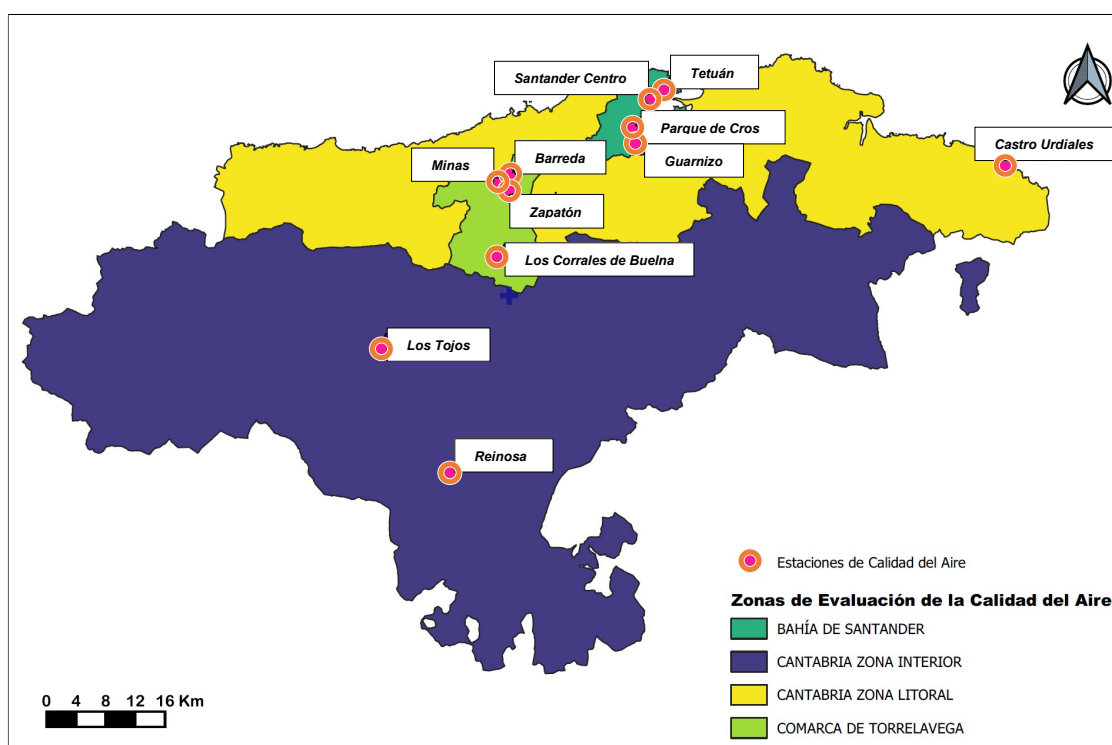 Tetuán
Santander Centro
Parque de Cros
Castro Urdiales
Barreda
Minas
Guarnizo
Zapatón
Los Corrales de Buelna
Los Tojos
Reinosa
Estaciones de Calidad del Aire
Zonas de Evaluación de la Calidad del Aire
BAHÍA DE SANTANDER
CANTABRIA ZONA INTERIOR
CANTABRIA ZONA LITORAL
COMARCA DE TORRELAVEGA
0 4 8 12 16 Km